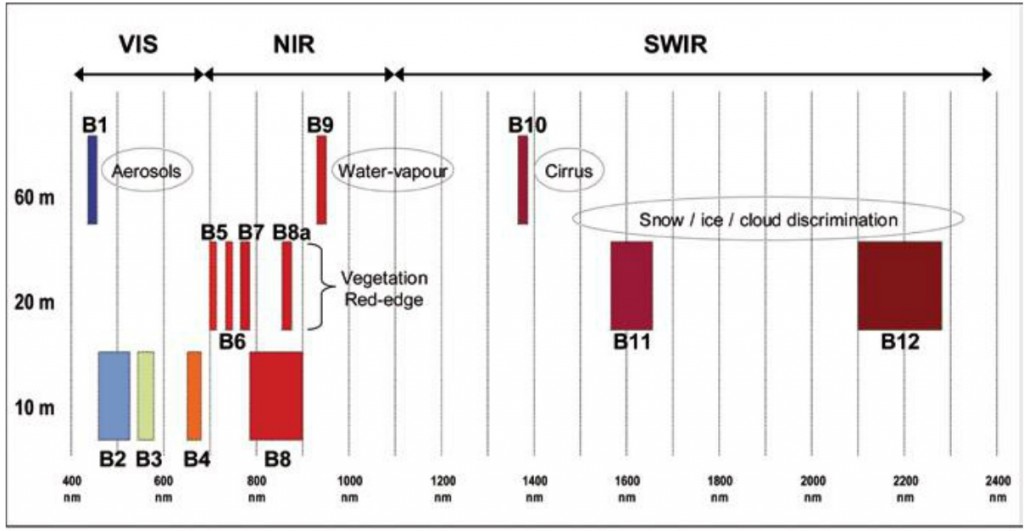 VIS NIR SWIR
B1 B9 B10
Aerosols Water-vapour Cirrus
60 m
Snow / ice / cloud discrimination
B5 B7 B8a
Vegetation
Red-edge
20 m
B6 B11 B12
10 m
B2 B3 B4 B8
400 600 800 1000 1200 1400 1600 1800 2000 2200 2400
nm nm nm nm nm nm nm nm nm nm nm